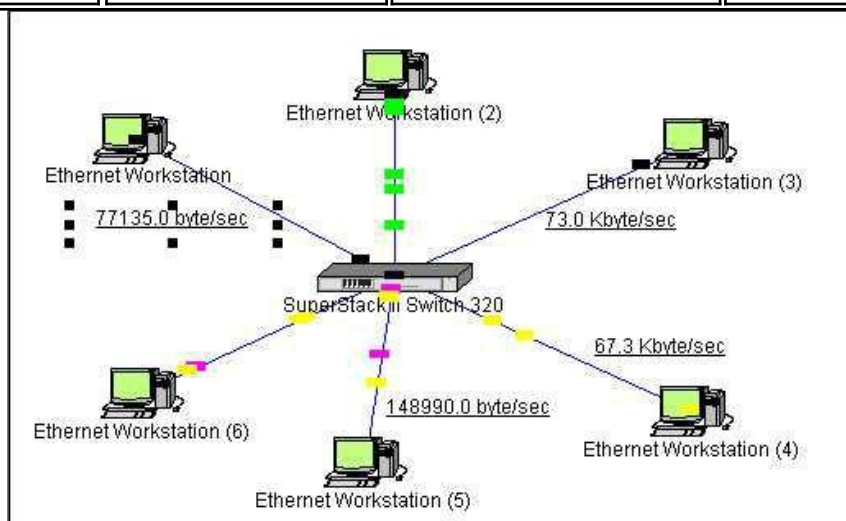 Ethernet Workstation (2)
Ethernet Workstation
Ethernet Workstation (3)
77135.0 byte/sec
73.0 Kbyte/sec
SuperStack II Switch 320
67.3 Kbyte/sec
148990.0 byte/sec
Ethernet Workstation (6)
Ethernet Workstation (4)
Ethernet Workstation (5)